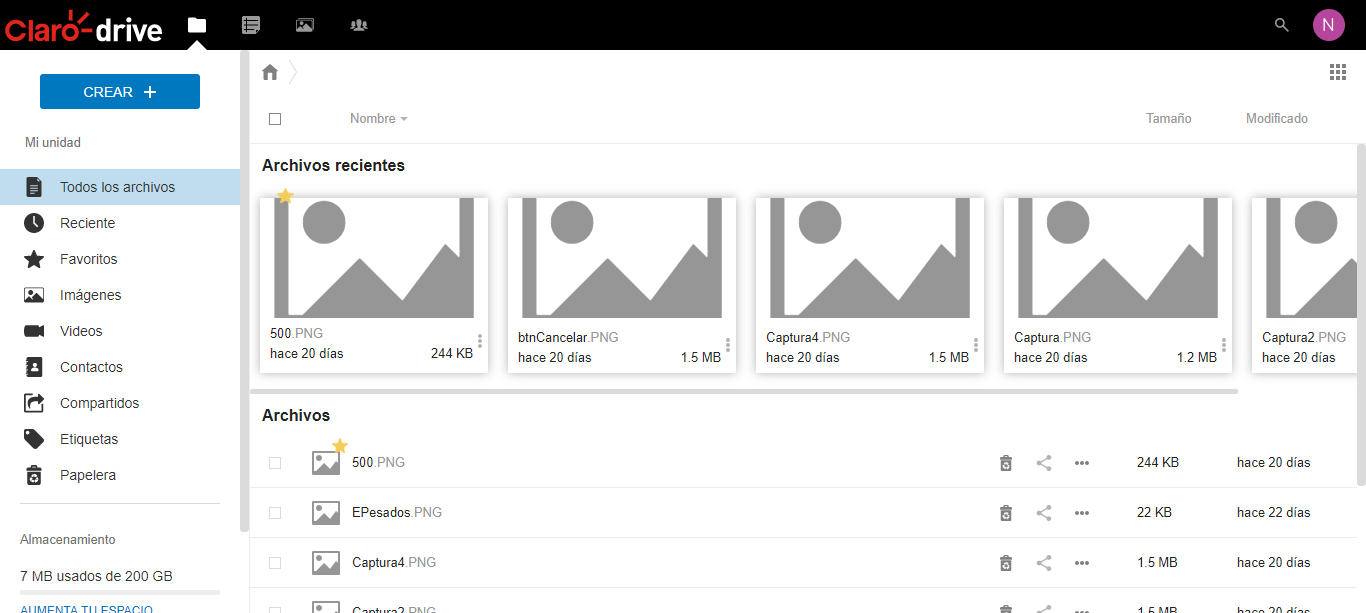 Claro drive
N
CREAR
Mi unidad
Todos los archivos
Reciente
Favoritos
Imágenes
Videos
Contactos
Compartidos
Etiquetas
Papelera
Almacenamiento
7 MB usados de 200 GB
AUMENTA TU ESPACIO
Nombre Tamaño Modificado
Archivos recientes
500.PNG
hace 20 días 244 KB
btnCancelar.PNG
hace 20 días 1.5 MB
Captura4.PNG
hace 20 días 1.5 MB
Captura.PNG
hace 20 días 1.2 MB
Captura2.PNG
hace 20 días
Archivos
500.PNG 244 KB hace 20 días
EPesados.PNG 22 KB hace 22 días
Captura4.PNG 1.5 MB hace 20 días
Captura2.PNG 1.5 MB hace 20 días